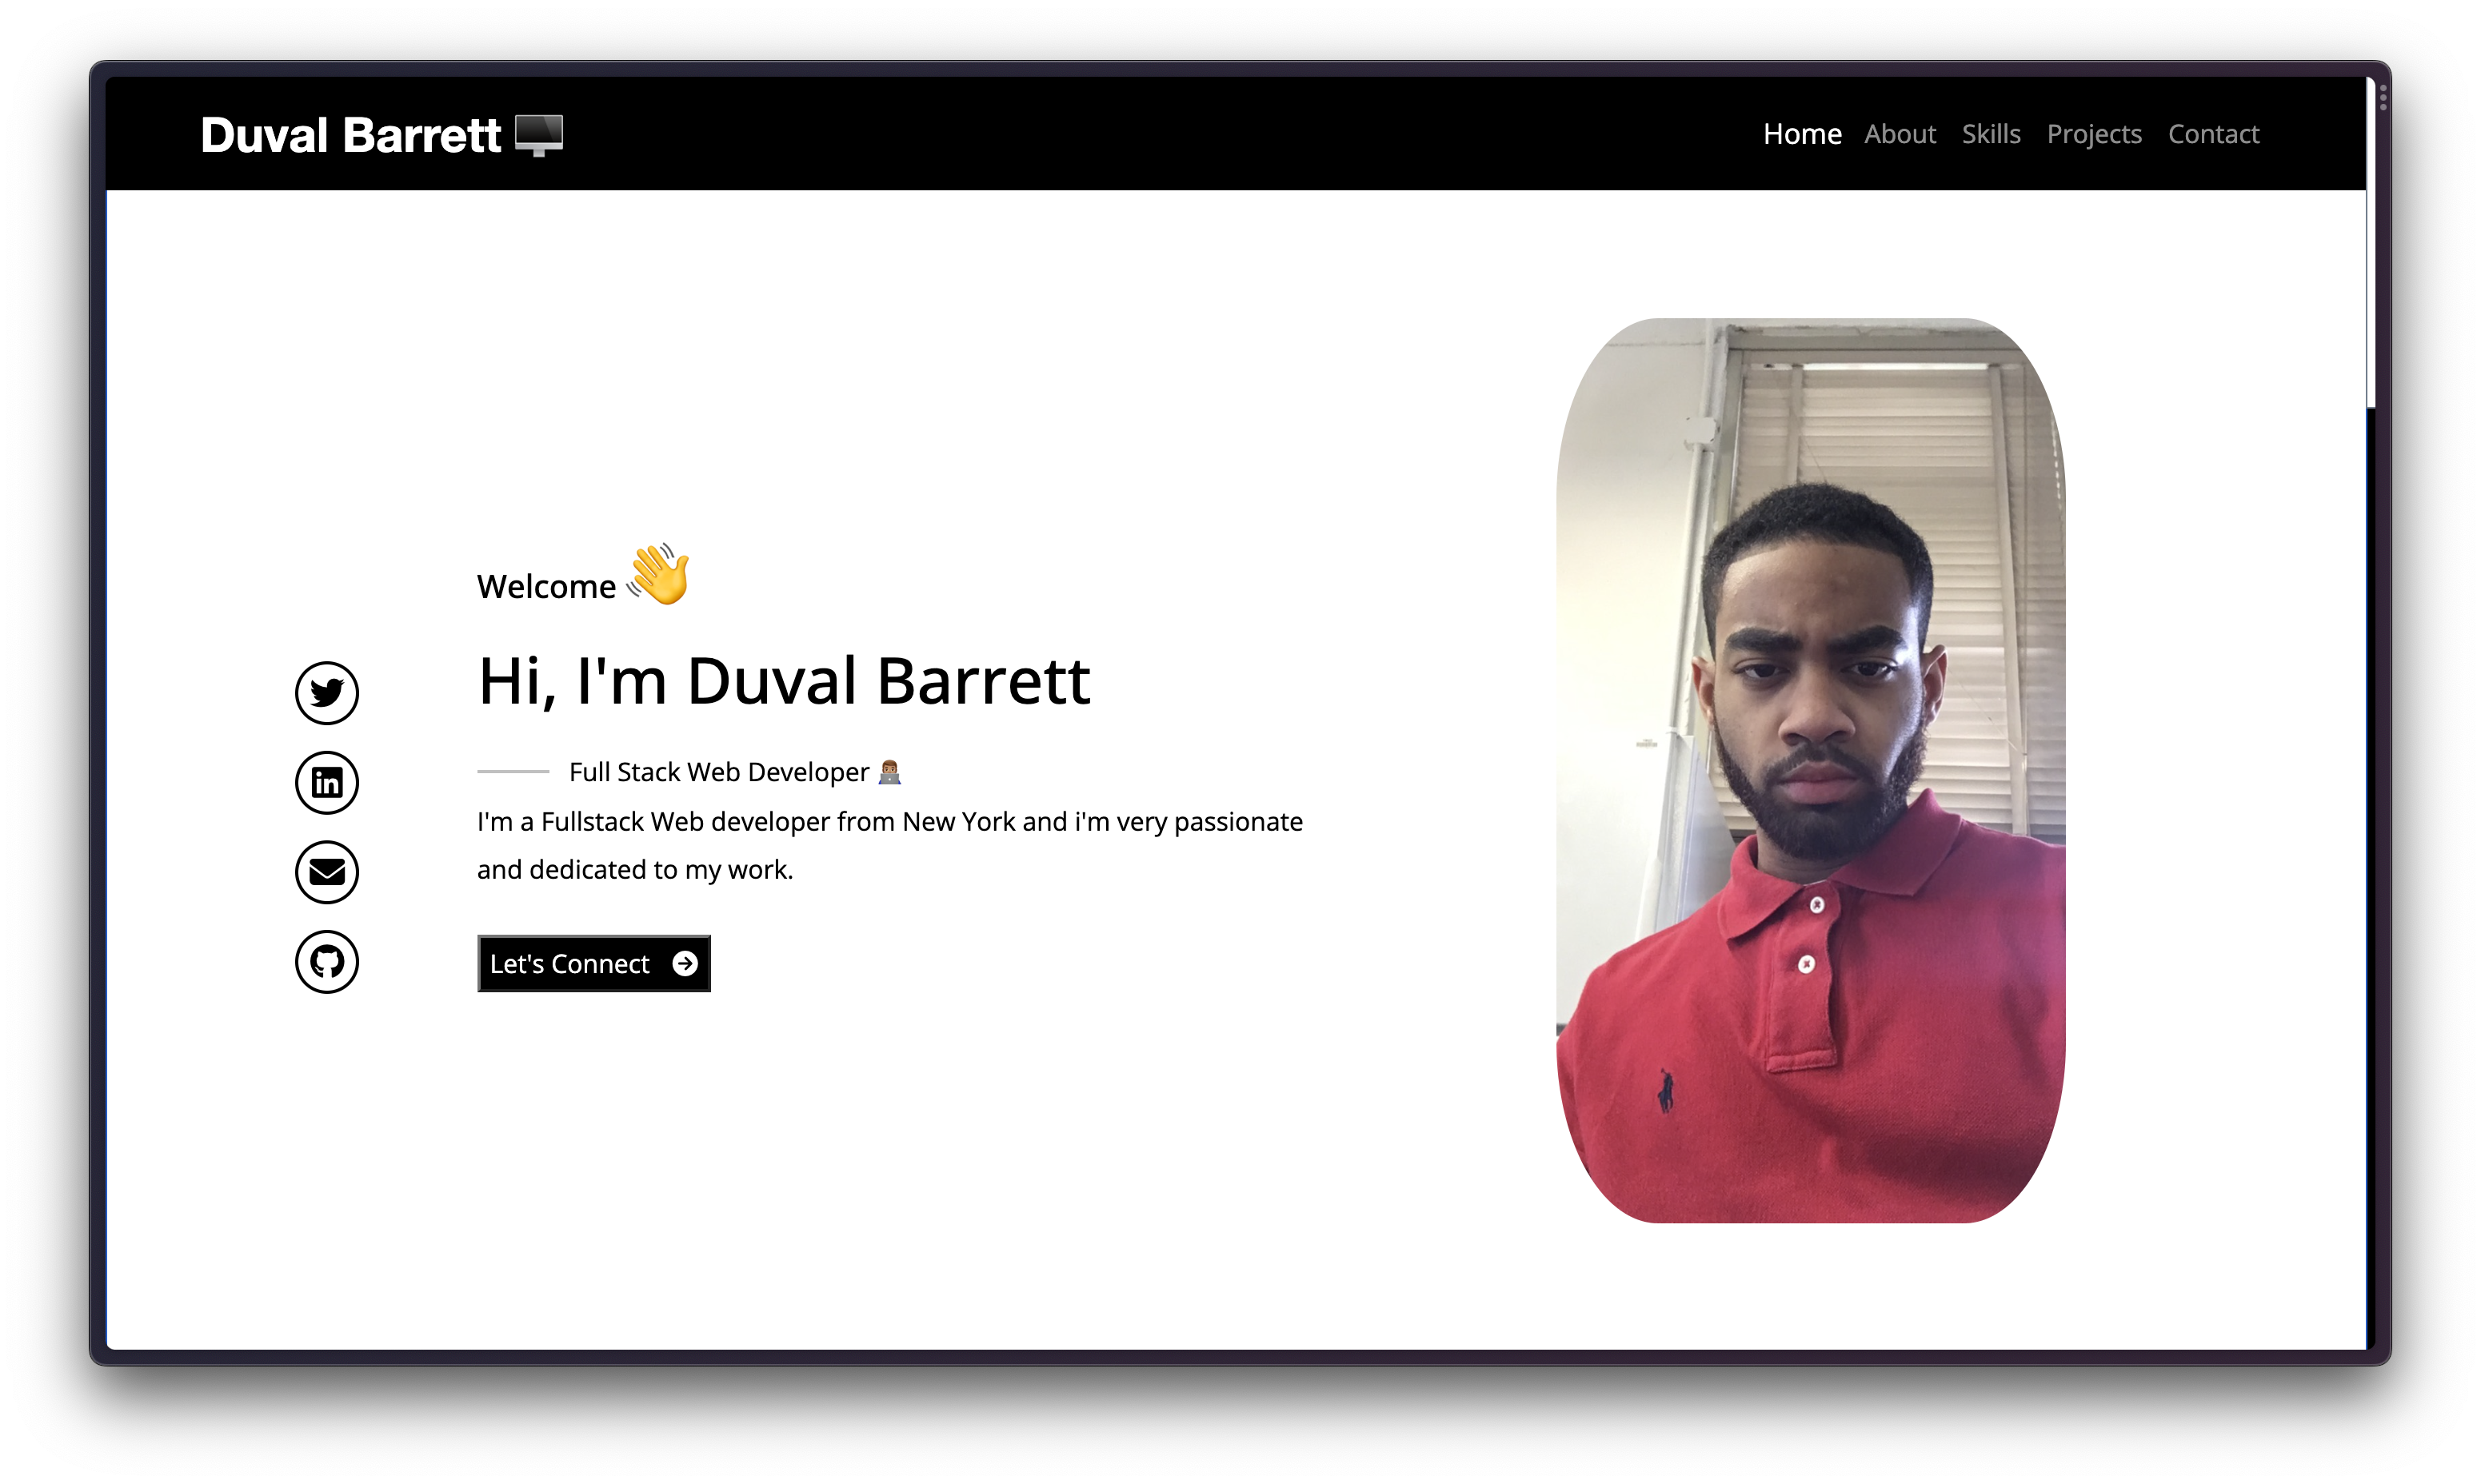 Duval Barrett
Home About Skills Projects Contact
Welcome
Hi, I'm Duval Barrett
Full Stack Web Developer
I'm a Fullstack Web developer from New York and i'm very passionate
and dedicated to my work.
Let's Connect